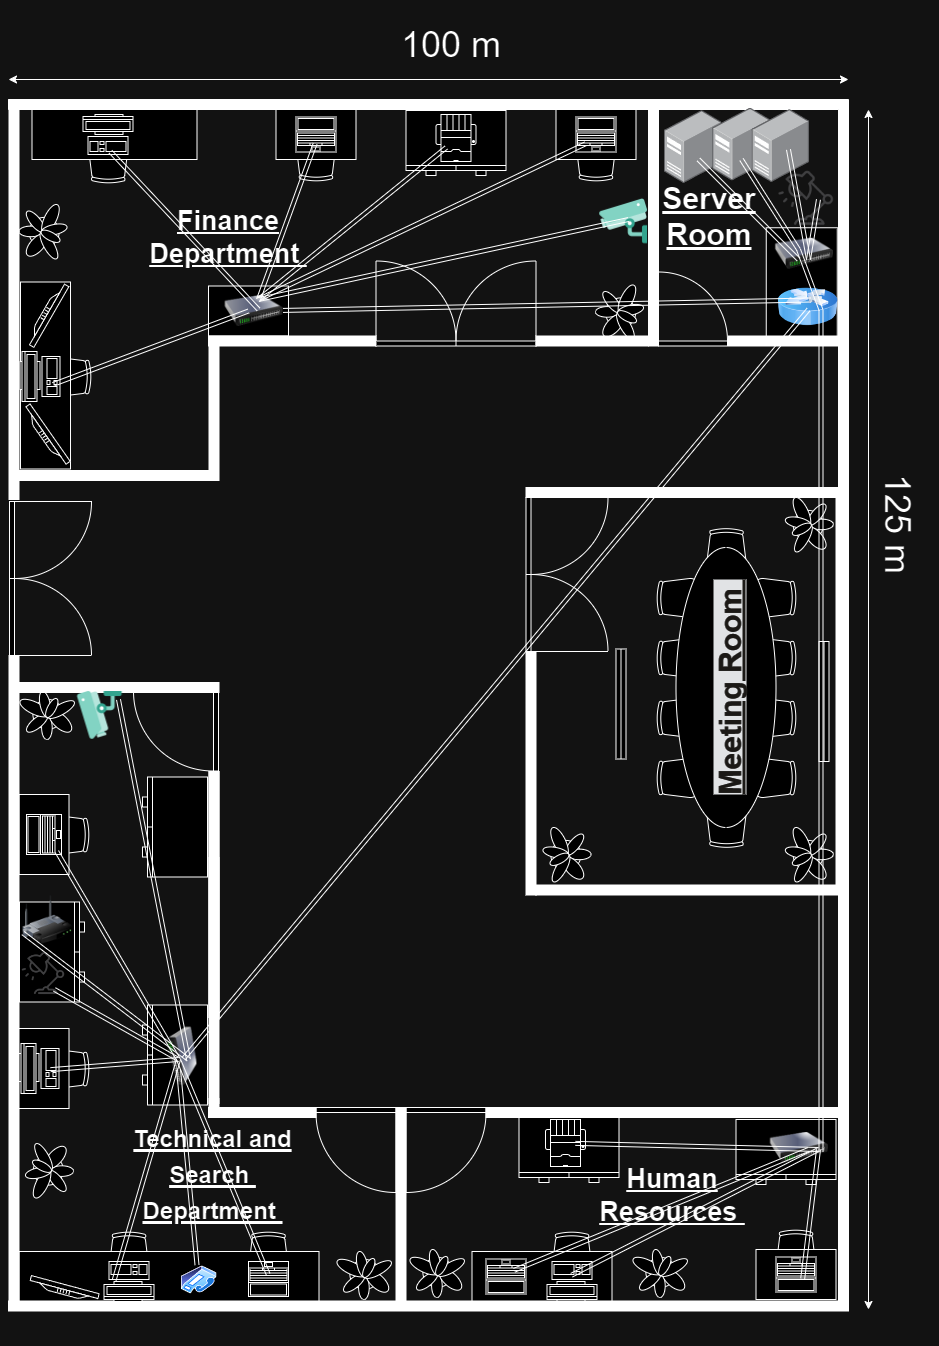 100 m
Finance
Department
Server
Room
125 m
Meeting Room
Technical and
Search
Department
Human
Resources